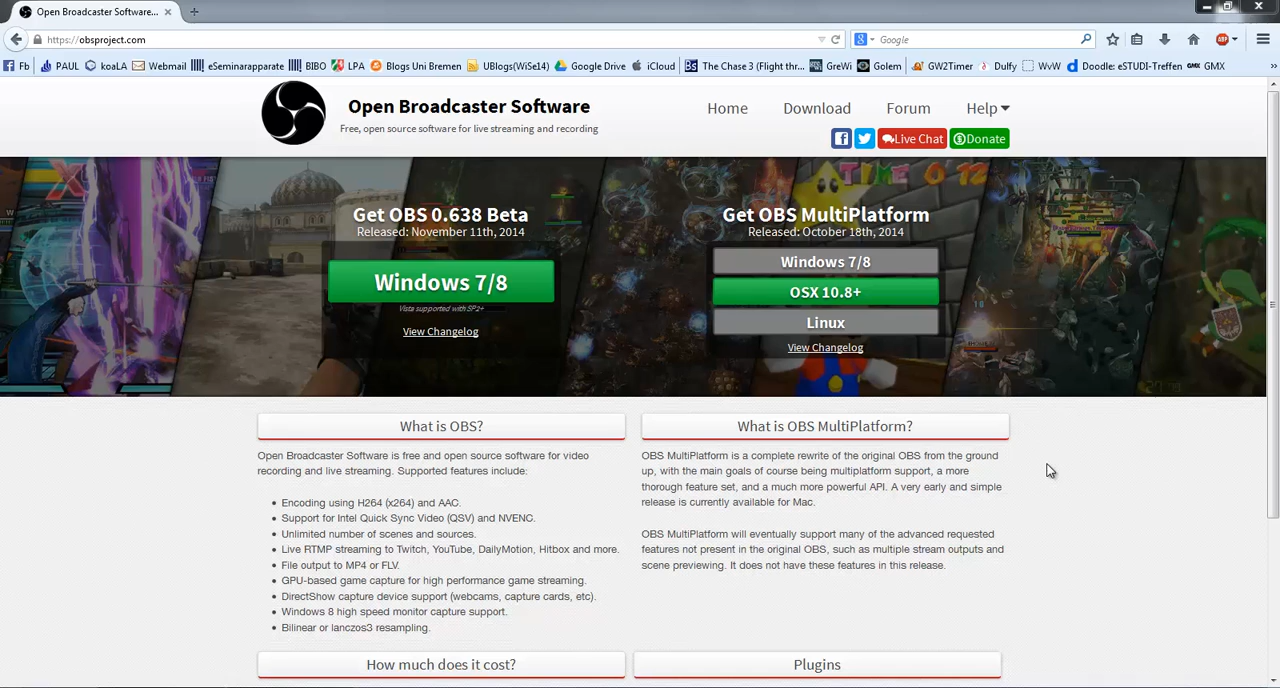 Open Broadcaster Software...
https://obsproject.com
Google
Fb PAUL koaLA Webmail eSeminarapparate BIBO LPA Blogs Uni Bremen UBlogs(WiSe14) Google Drive iCloud The Chase 3 (Flight thr... GreWi Golem GW2Timer Dulfy WvW Doodle: eSTUDI-Treffen GMX
Open Broadcaster Software
Free, open source software for live streaming and recording
Home Download Forum Help
Live Chat Donate
Get OBS 0.638 Beta
Released: November 11th, 2014
Windows 7/8
Vista supported with SP2+
View Changelog
Get OBS MultiPlatform
Released: October 18th, 2014
Windows 7/8
OSX 10.8+
Linux
View Changelog
What is OBS?
Open Broadcaster Software is free and open source software for video
recording and live streaming. Supported features include:
Encoding using H264 (x264) and AAC.
Support for Intel Quick Sync Video (QSV) and NVENC.
Unlimited number of scenes and sources.
Live RTMP streaming to Twitch, YouTube, DailyMotion, Hitbox and more.
File output to MP4 or FLV.
GPU-based game capture for high performance game streaming.
DirectShow capture device support (webcams, capture cards, etc).
Windows 8 high speed monitor capture support.
Bilinear or lanczos3 resampling.
What is OBS MultiPlatform?
OBS MultiPlatform is a complete rewrite of the original OBS from the ground
up, with the main goals of course being multiplatform support, a more
thorough feature set, and a much more powerful API. A very early and simple
release is currently available for Mac.
OBS MultiPlatform will eventually support many of the advanced requested
features not present in the original OBS, such as multiple stream outputs and
scene previewing. It does not have these features in this release.
How much does it cost?
Plugins